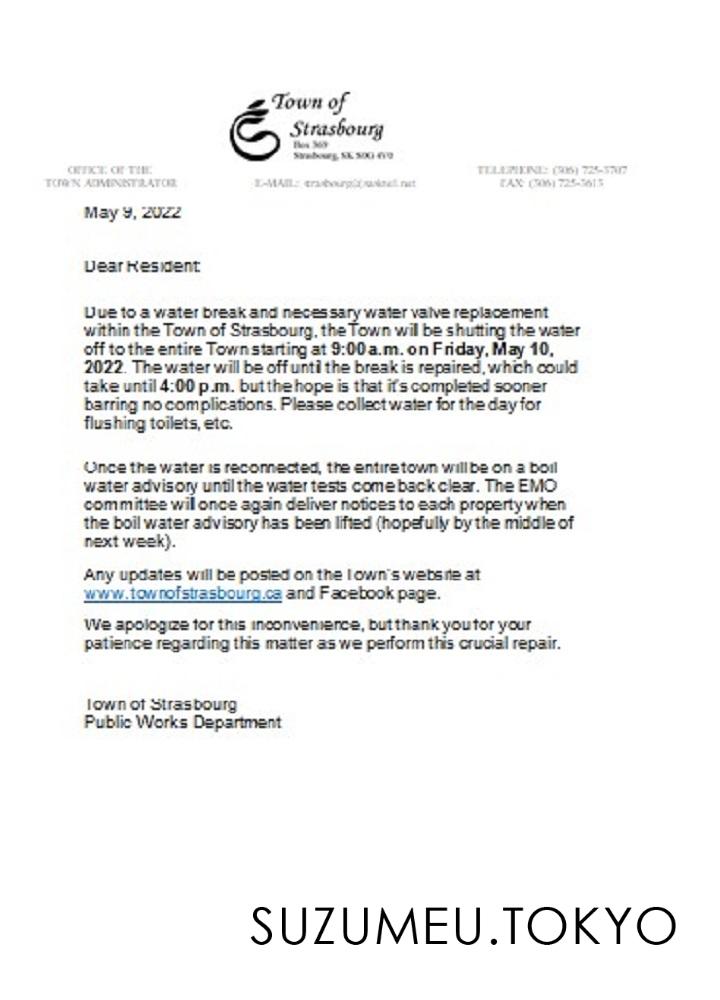 Town of
Strasbourg
Box 369
Strasbourg, SK S0G 4V0
OFFICE OF THE
TOWN ADMINISTRATOR
E-MAIL: strasbourg@sasktel.net
TELEPHONE: (306) 725-3707
FAX: (306) 725-3613
May 9, 2022
Dear Resident
Due to a water break and necessary water valve replacement
within the Town of Strasbourg, the Town will be shutting the water
off to the entire Town starting at 9:00 a.m. on Friday, May 10,
2022. The water will be off until the break is repaired, which could
take until 4:00 p.m. but the hope is that it's completed sooner
barring no complications. Please collect water for the day for
flushing toilets, etc.
Once the water is reconnected, the entire town will be on a boil
water advisory until the water tests come back clear. The EMO
committee will once again deliver notices to each property when
the boil water advisory has been lifted (hopefully by the middle of
next week).
Any updates will be posted on the Town's website at
www.townofstrasbourg.ca and Facebook page.
We apologize for this inconvenience, but thank you for your
patience regarding this matter as we perform this crucial repair.
Town of Strasbourg
Public Works Department
SUZUMEU.TOKYO